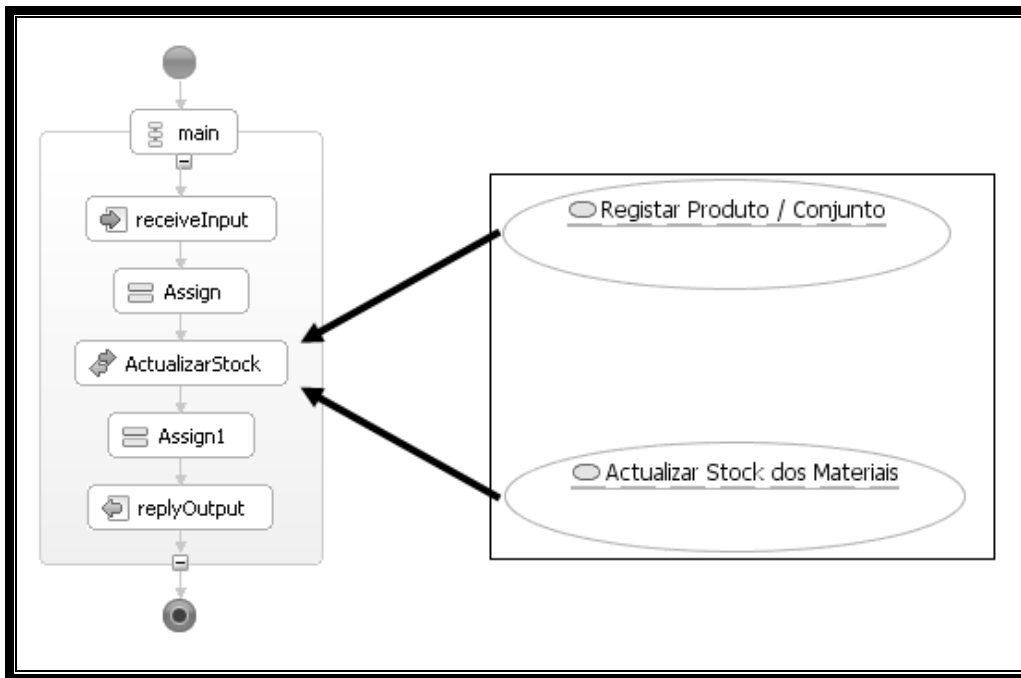 main
receiveInput
Assign
ActualizarStock
Assign1
replyOutput
Registar Produto / Conjunto
Actualizar Stock dos Materiais